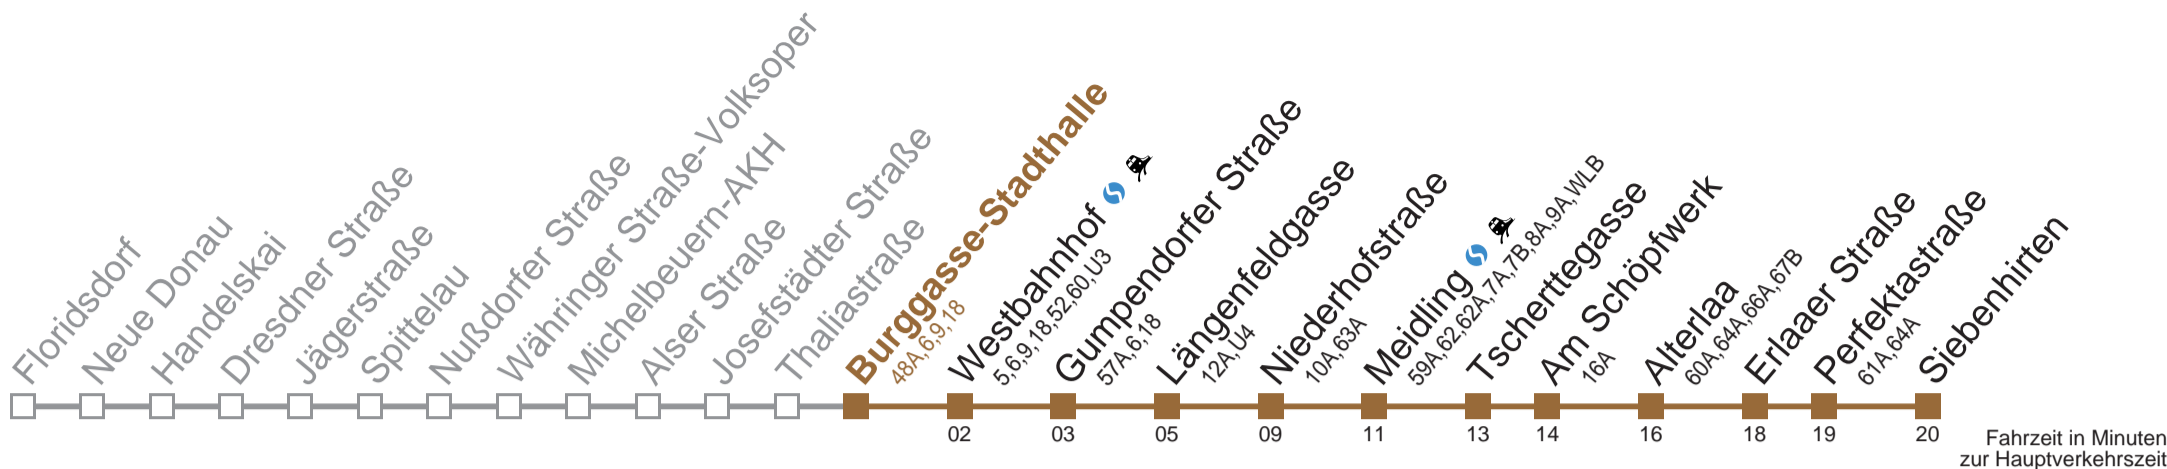 Floridsdorf
Neue Donau
Handelskai
Dresdner Straße
Jägerstraße
Spittelau
Nußdorfer Straße
Währinger Straße-Volksoper
Michelbeuern-AKH
Alser Straße
Josefstädter Straße
Thaliastraße
Burggasse-Stadthalle
48A,6,9,18
Westbahnhof
5,6,9,18,52,60,U3
Gumpendorfer Straße
57A,6,18
Längenfeldgasse
12A,U4
Niederhofstraße
10A,63A
Meidling
59A,62,62A,7A,7B,8A,9A,WLB
Tscherttegasse
Am Schöpfwerk
16A
Alterlaa
60A,64A,66A,67B
Erlaaer Straße
Perfektastraße
61A,64A
Siebenhirten
02 03 05 09 11 13 14 16 18 19 20
Fahrzeit in Minuten
zur Hauptverkehrszeit